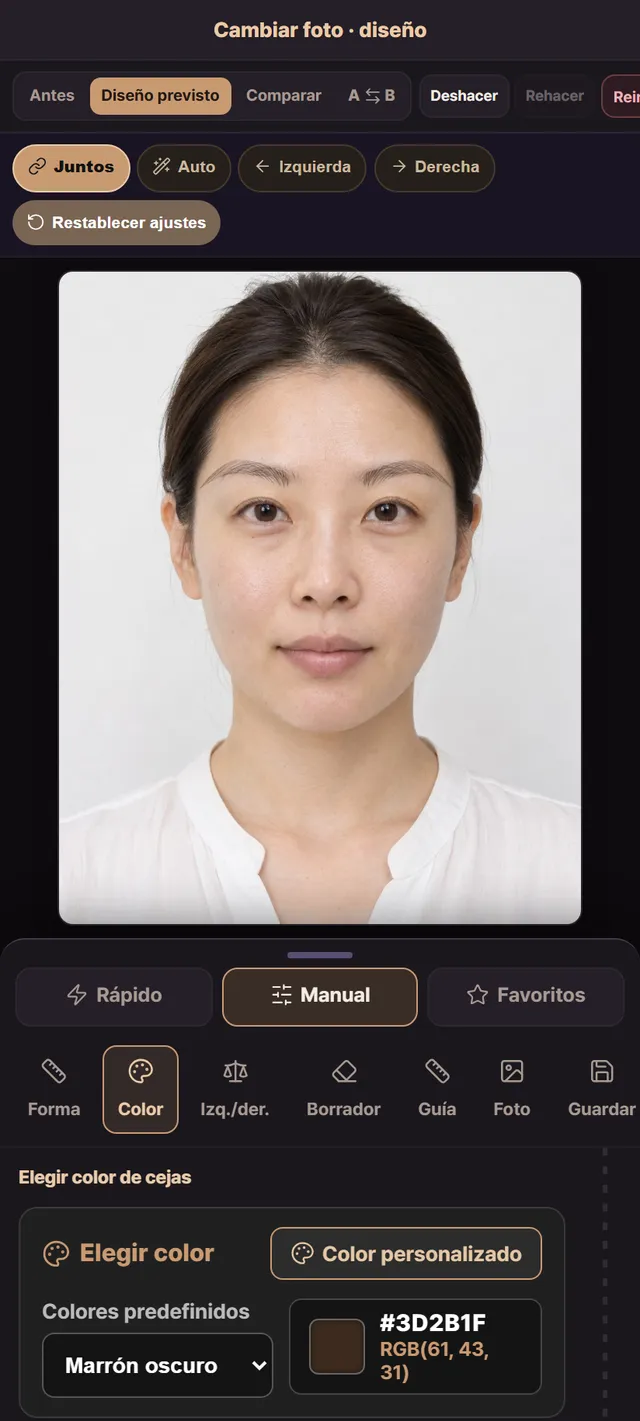 Cambiar foto · diseño
Antes
Diseño previsto
Comparar
A ⇆ B
Deshacer
Rehacer
Rein
Juntos
Auto
Izquierda
Derecha
Restablecer ajustes
Rápido
Manual
Favoritos
Forma
Color
Izq./der.
Borrador
Guía
Foto
Guardar
Elegir color de cejas
Elegir color
Color personalizado
Colores predefinidos
Marrón oscuro
#3D2B1F
RGB(61, 43,
31)